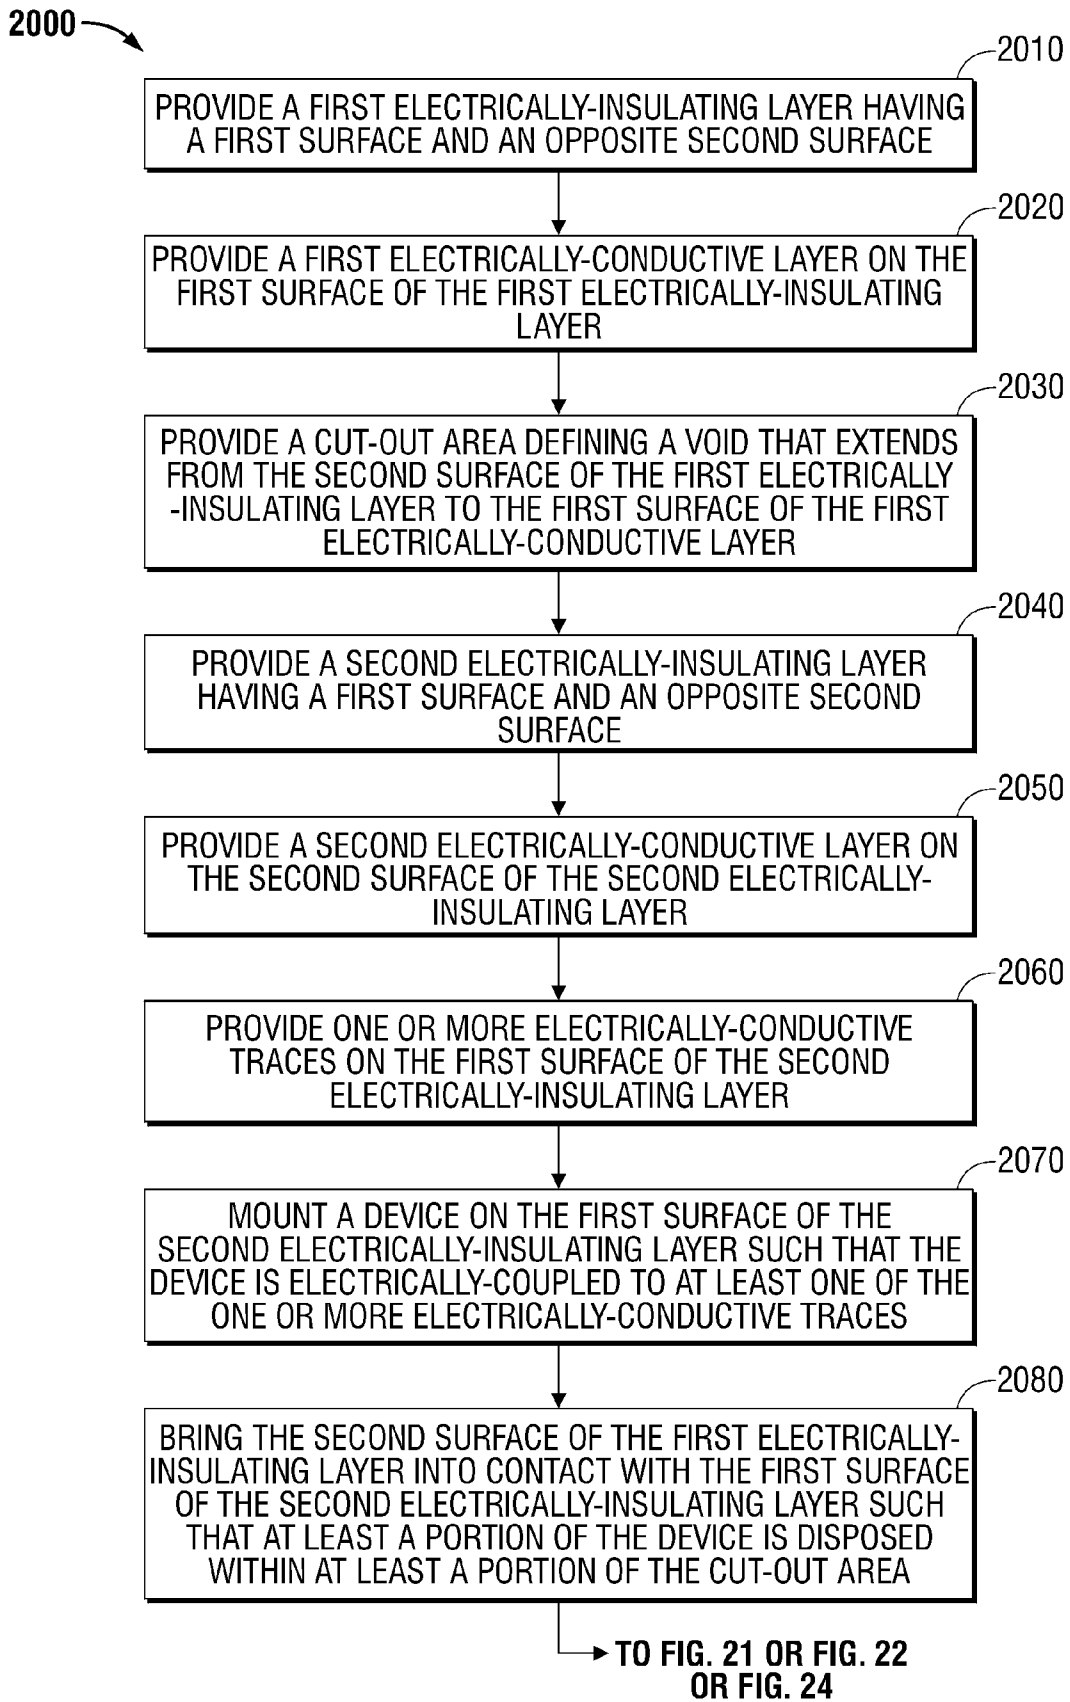 2000
2010
PROVIDE A FIRST ELECTRICALLY-INSULATING LAYER HAVING
A FIRST SURFACE AND AN OPPOSITE SECOND SURFACE
2020
PROVIDE A FIRST ELECTRICALLY-CONDUCTIVE LAYER ON THE
FIRST SURFACE OF THE FIRST ELECTRICALLY-INSULATING
LAYER
2030
PROVIDE A CUT-OUT AREA DEFINING A VOID THAT EXTENDS
FROM THE SECOND SURFACE OF THE FIRST ELECTRICALLY
-INSULATING LAYER TO THE FIRST SURFACE OF THE FIRST
ELECTRICALLY-CONDUCTIVE LAYER
2040
PROVIDE A SECOND ELECTRICALLY-INSULATING LAYER
HAVING A FIRST SURFACE AND AN OPPOSITE SECOND
SURFACE
2050
PROVIDE A SECOND ELECTRICALLY-CONDUCTIVE LAYER ON
THE SECOND SURFACE OF THE SECOND ELECTRICALLY-
INSULATING LAYER
2060
PROVIDE ONE OR MORE ELECTRICALLY-CONDUCTIVE
TRACES ON THE FIRST SURFACE OF THE SECOND
ELECTRICALLY-INSULATING LAYER
2070
MOUNT A DEVICE ON THE FIRST SURFACE OF THE
SECOND ELECTRICALLY-INSULATING LAYER SUCH THAT THE
DEVICE IS ELECTRICALLY-COUPLED TO AT LEAST ONE OF THE
ONE OR MORE ELECTRICALLY-CONDUCTIVE TRACES
2080
BRING THE SECOND SURFACE OF THE FIRST ELECTRICALLY-
INSULATING LAYER INTO CONTACT WITH THE FIRST SURFACE
OF THE SECOND ELECTRICALLY-INSULATING LAYER SUCH
THAT AT LEAST A PORTION OF THE DEVICE IS DISPOSED
WITHIN AT LEAST A PORTION OF THE CUT-OUT AREA
TO FIG. 21 OR FIG. 22
OR FIG. 24